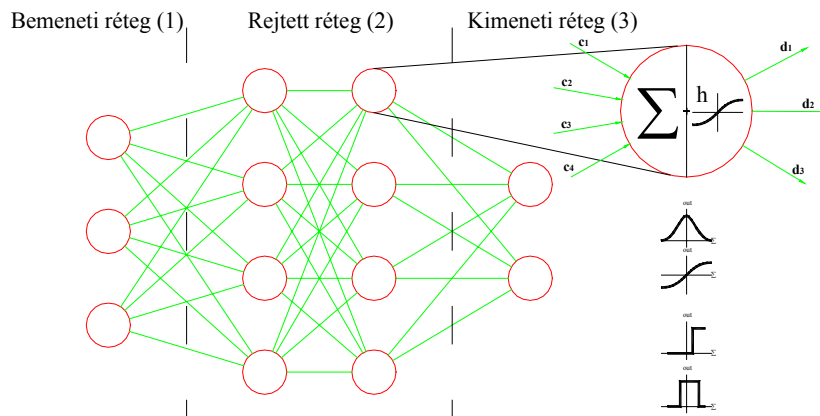 Bemeneti réteg (1) Rejtett réteg (2) Kimeneti réteg (3)
c1
c2
c3
c4
Σ
h
d1
d2
d3
out
Σ
out
Σ
out
Σ
out
Σ